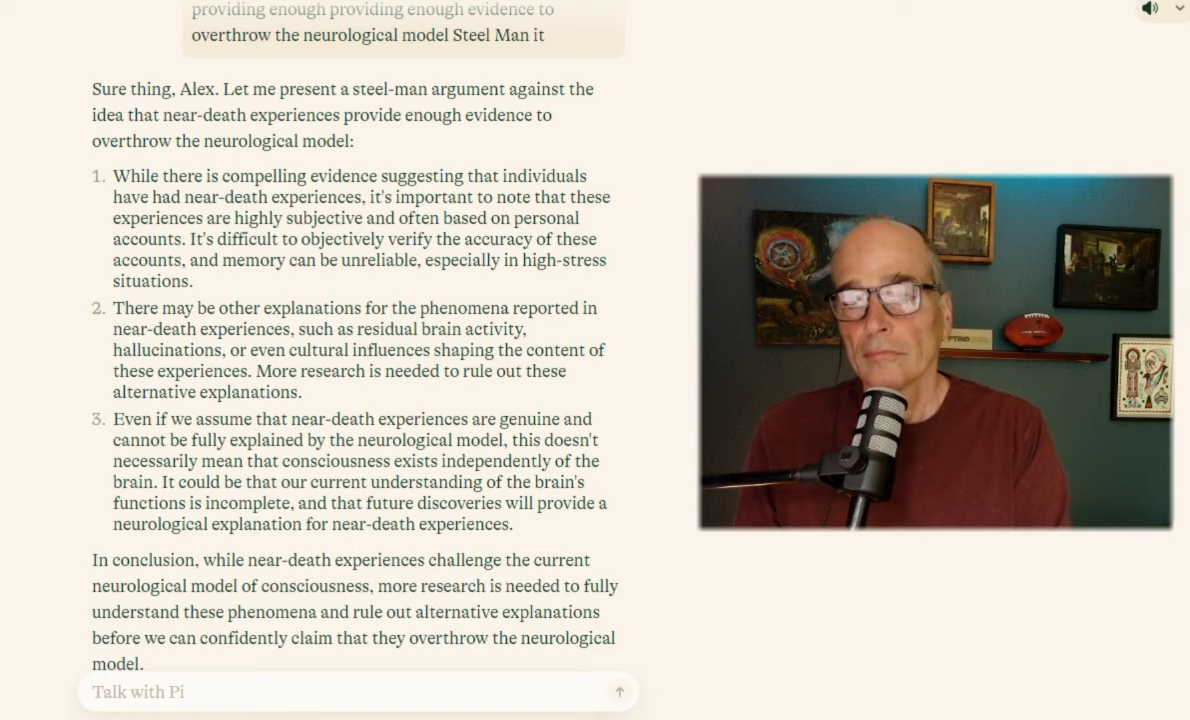 providing enough providing enough evidence to
overthrow the neurological model Steel Man it
Sure thing, Alex. Let me present a steel-man argument against the
idea that near-death experiences provide enough evidence to
overthrow the neurological model:
1. While there is compelling evidence suggesting that individuals
have had near-death experiences, it's important to note that these
experiences are highly subjective and often based on personal
accounts. It's difficult to objectively verify the accuracy of these
accounts, and memory can be unreliable, especially in high-stress
situations.
2. There may be other explanations for the phenomena reported in
near-death experiences, such as residual brain activity,
hallucinations, or even cultural influences shaping the content of
these experiences. More research is needed to rule out these
alternative explanations.
3. Even if we assume that near-death experiences are genuine and
cannot be fully explained by the neurological model, this doesn't
necessarily mean that consciousness exists independently of the
brain. It could be that our current understanding of the brain's
functions is incomplete, and that future discoveries will provide a
neurological explanation for near-death experiences.
In conclusion, while near-death experiences challenge the current
neurological model of consciousness, more research is needed to fully
understand these phenomena and rule out alternative explanations
before we can confidently claim that they overthrow the neurological
model.
Talk with Pi